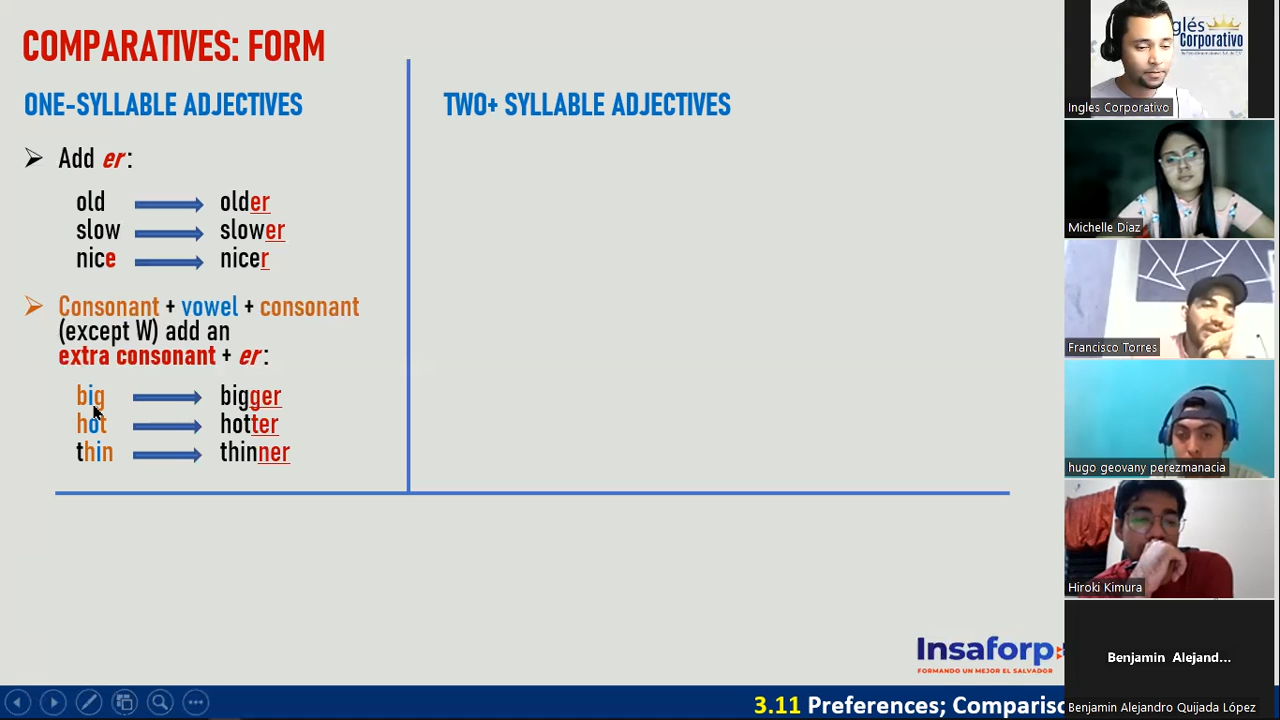 COMPARATIVES: FORM
ONE-SYLLABLE ADJECTIVES
Add er:
old older
slow slower
nice nicer
Consonant + vowel + consonant
(except W) add an
extra consonant + er:
big bigger
hot hotter
thin thinner
TWO+ SYLLABLE ADJECTIVES
Insaforp
FORMANDO UN MEJOR EL SALVADOR
3.11 Preferences; Comparisc
glés
Corporativo
Ingles Corporativo
Michelle Diaz
Francisco Torres
hugo geovany perezmanacia
Hiroki Kimura
Benjamin Alejand...
Benjamin Alejandro Quijada López